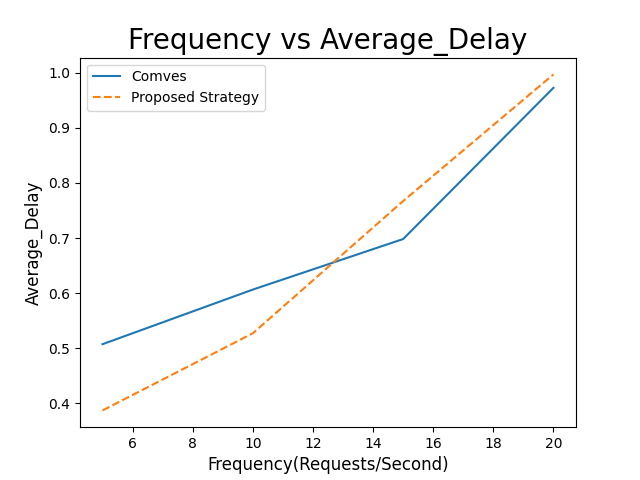 Frequency vs Average_Delay
Comves
Proposed Strategy
Average_Delay
1.0
0.9
0.8
0.7
0.6
0.5
0.4
6 8 10 12 14 16 18 20
Frequency(Requests/Second)